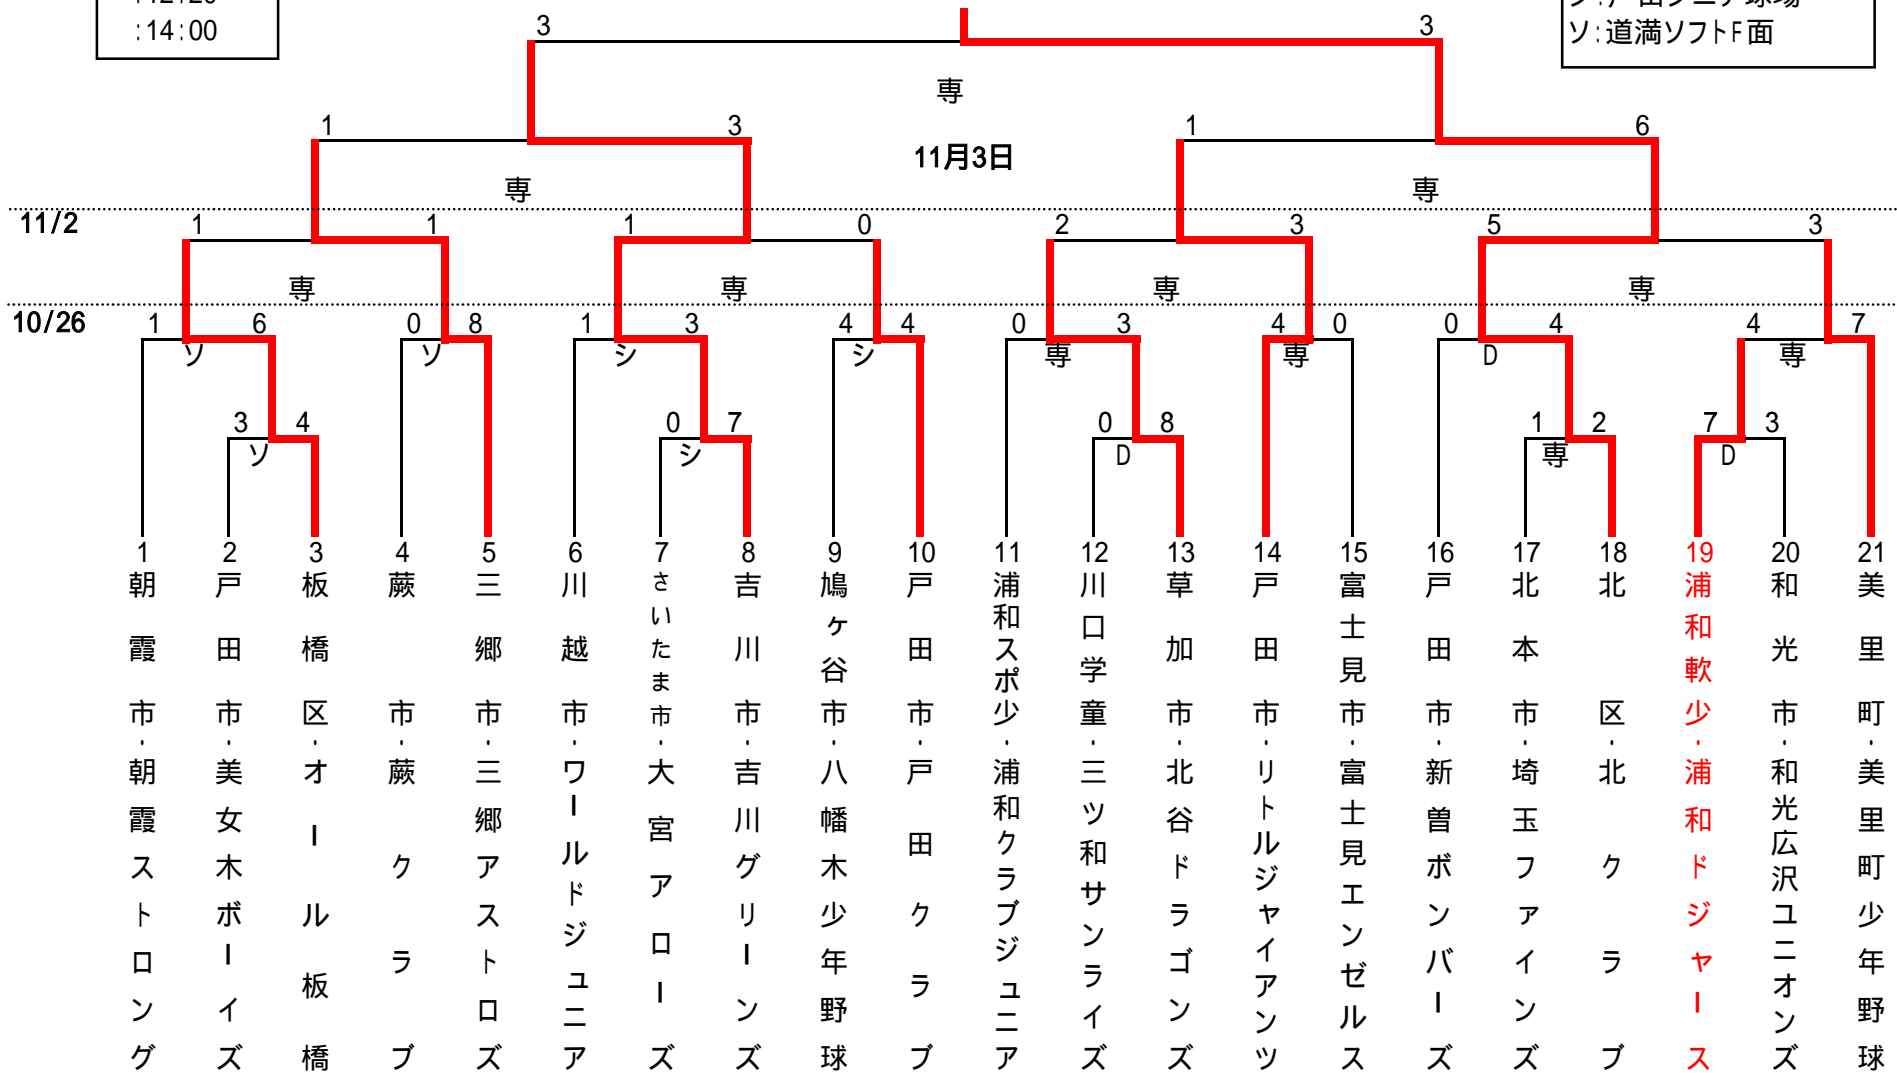 :14:00
ソ:道満ソフトF面
3 3
専
1 3 1 6
11月3日
専 専
11/2
1 1 1 0 2 3 5 3
専 専 専 専
10/26
1 6 0 8 1 3 4 4 0 3 4 0 0 4 4 7
ソ ソ シ シ 専 専 D 専
3 4 0 7 0 8 1 2 7 3
ソ シ D 専 D
1 朝霞市・朝霞ストロング
2 戸田市・美女木ボーイズ
3 板橋区・オール板橋
4 蕨市・蕨クラブ
5 三郷市・三郷アストロズ
6 川越市・ワールドジュニア
7 さいたま市・大宮アローズ
8 吉川市・吉川グリーンズ
9 鳩ヶ谷市・八幡木少年野球
10 戸田市・戸田クラブ
11 浦和スポ少・浦和クラブジュニア
12 川口学童・三ツ和サンライズ
13 草加市・北谷ドラゴンズ
14 戸田市・リトルジャイアンツ
15 富士見市・富士見エンゼルス
16 戸田市・新曽ボンバーズ
17 北本市・埼玉ファインズ
18 北区・北クラブ
19 浦和軟少・浦和ドジャース
20 和光市・和光広沢ユニオンズ
21 美里町・美里町少年野球